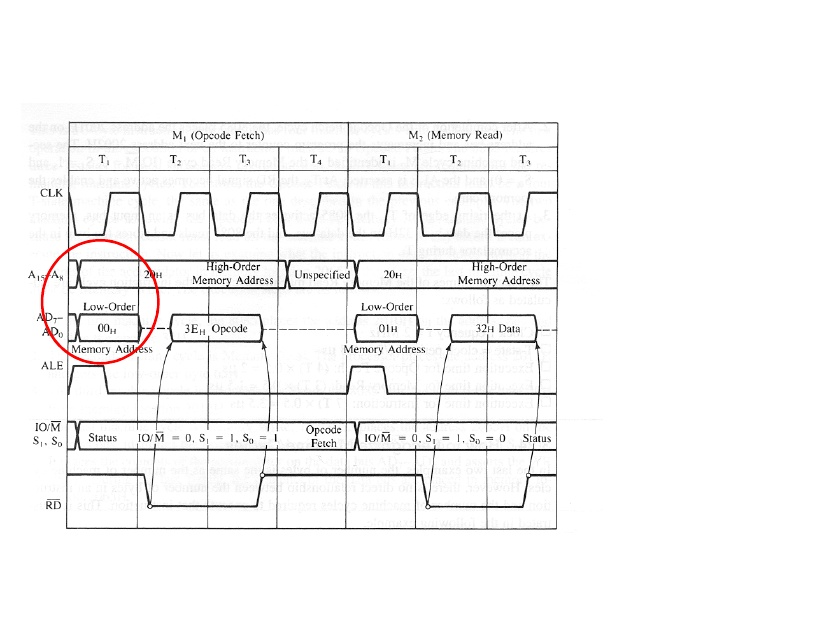 M₁ (Opcode Fetch) M₂ (Memory Read)
T₁ T₂ T₃ T₄ T₁ T₂ T₃
CLK
A₁₅–A₈ 20H High-Order Memory Address Unspecified 20H High-Order Memory Address
Low-Order Low-Order
AD₇–AD₀ 00H 3EH Opcode 01H 32H Data
Memory Address Memory Address
ALE
IO/M̅ S₁, S₀ Status IO/M̅ = 0, S₁ = 1, S₀ = 1 Opcode Fetch IO/M̅ = 0, S₁ = 1, S₀ = 0 Status
R̅D̅